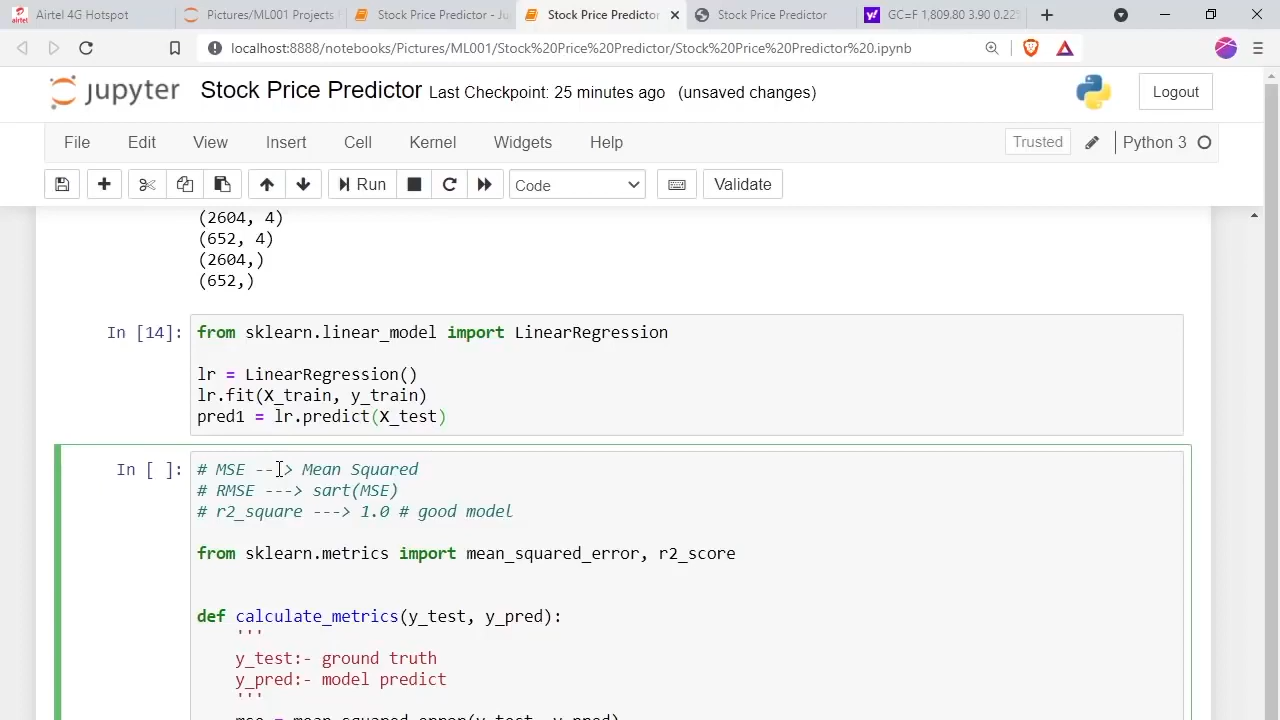 Airtel 4G Hotspot
Pictures/ML001 Projects
Stock Price Predictor - Ju
Stock Price Predictor
Stock Price Predictor
GC=F 1,809.80 3.90 0.22
localhost:8888/notebooks/Pictures/ML001/Stock%20Price%20Predictor/Stock%20Price%20Predictor%20.ipynb
jupyter Stock Price Predictor Last Checkpoint: 25 minutes ago (unsaved changes)
Logout
File Edit View Insert Cell Kernel Widgets Help
Trusted
Python 3
Run
Code
Validate
(2604, 4)
(652, 4)
(2604,)
(652,)
In [14]: from sklearn.linear_model import LinearRegression
lr = LinearRegression()
lr.fit(X_train, y_train)
pred1 = lr.predict(X_test)
In [ ]: # MSE ---> Mean Squared
# RMSE ---> sart(MSE)
# r2_square ---> 1.0 # good model
from sklearn.metrics import mean_squared_error, r2_score
def calculate_metrics(y_test, y_pred):
'''
y_test:- ground truth
y_pred:- model predict
'''
mse = mean_squared_error(y_test, y_pred)